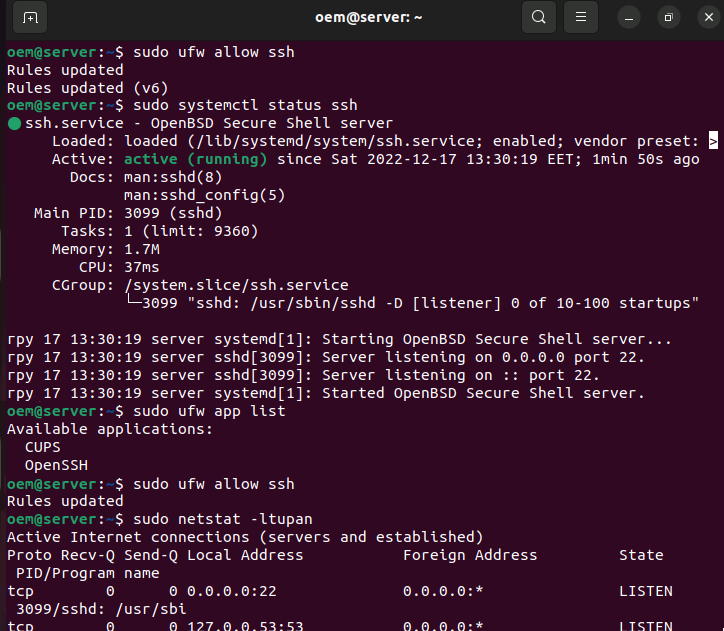 oem@server: ~
oem@server:~$ sudo ufw allow ssh
Rules updated
Rules updated (v6)
oem@server:~$ sudo systemctl status ssh
ssh.service - OpenBSD Secure Shell server
Loaded: loaded (/lib/systemd/system/ssh.service; enabled; vendor preset: >
Active: active (running) since Sat 2022-12-17 13:30:19 EET; 1min 50s ago
Docs: man:sshd(8)
man:sshd_config(5)
Main PID: 3099 (sshd)
Tasks: 1 (limit: 9360)
Memory: 1.7M
CPU: 37ms
CGroup: /system.slice/ssh.service
└─3099 "sshd: /usr/sbin/sshd -D [listener] 0 of 10-100 startups"
rpy 17 13:30:19 server systemd[1]: Starting OpenBSD Secure Shell server...
rpy 17 13:30:19 server sshd[3099]: Server listening on 0.0.0.0 port 22.
rpy 17 13:30:19 server sshd[3099]: Server listening on :: port 22.
rpy 17 13:30:19 server systemd[1]: Started OpenBSD Secure Shell server.
oem@server:~$ sudo ufw app list
Available applications:
CUPS
OpenSSH
oem@server:~$ sudo ufw allow ssh
Rules updated
oem@server:~$ sudo netstat -ltupan
Active Internet connections (servers and established)
Proto Recv-Q Send-Q Local Address Foreign Address State
PID/Program name
tcp 0 0 0.0.0.0:22 0.0.0.0:* LISTEN
3099/sshd: /usr/sbi
tcp 0 0 127.0.0.53:53 0.0.0.0:* LISTEN